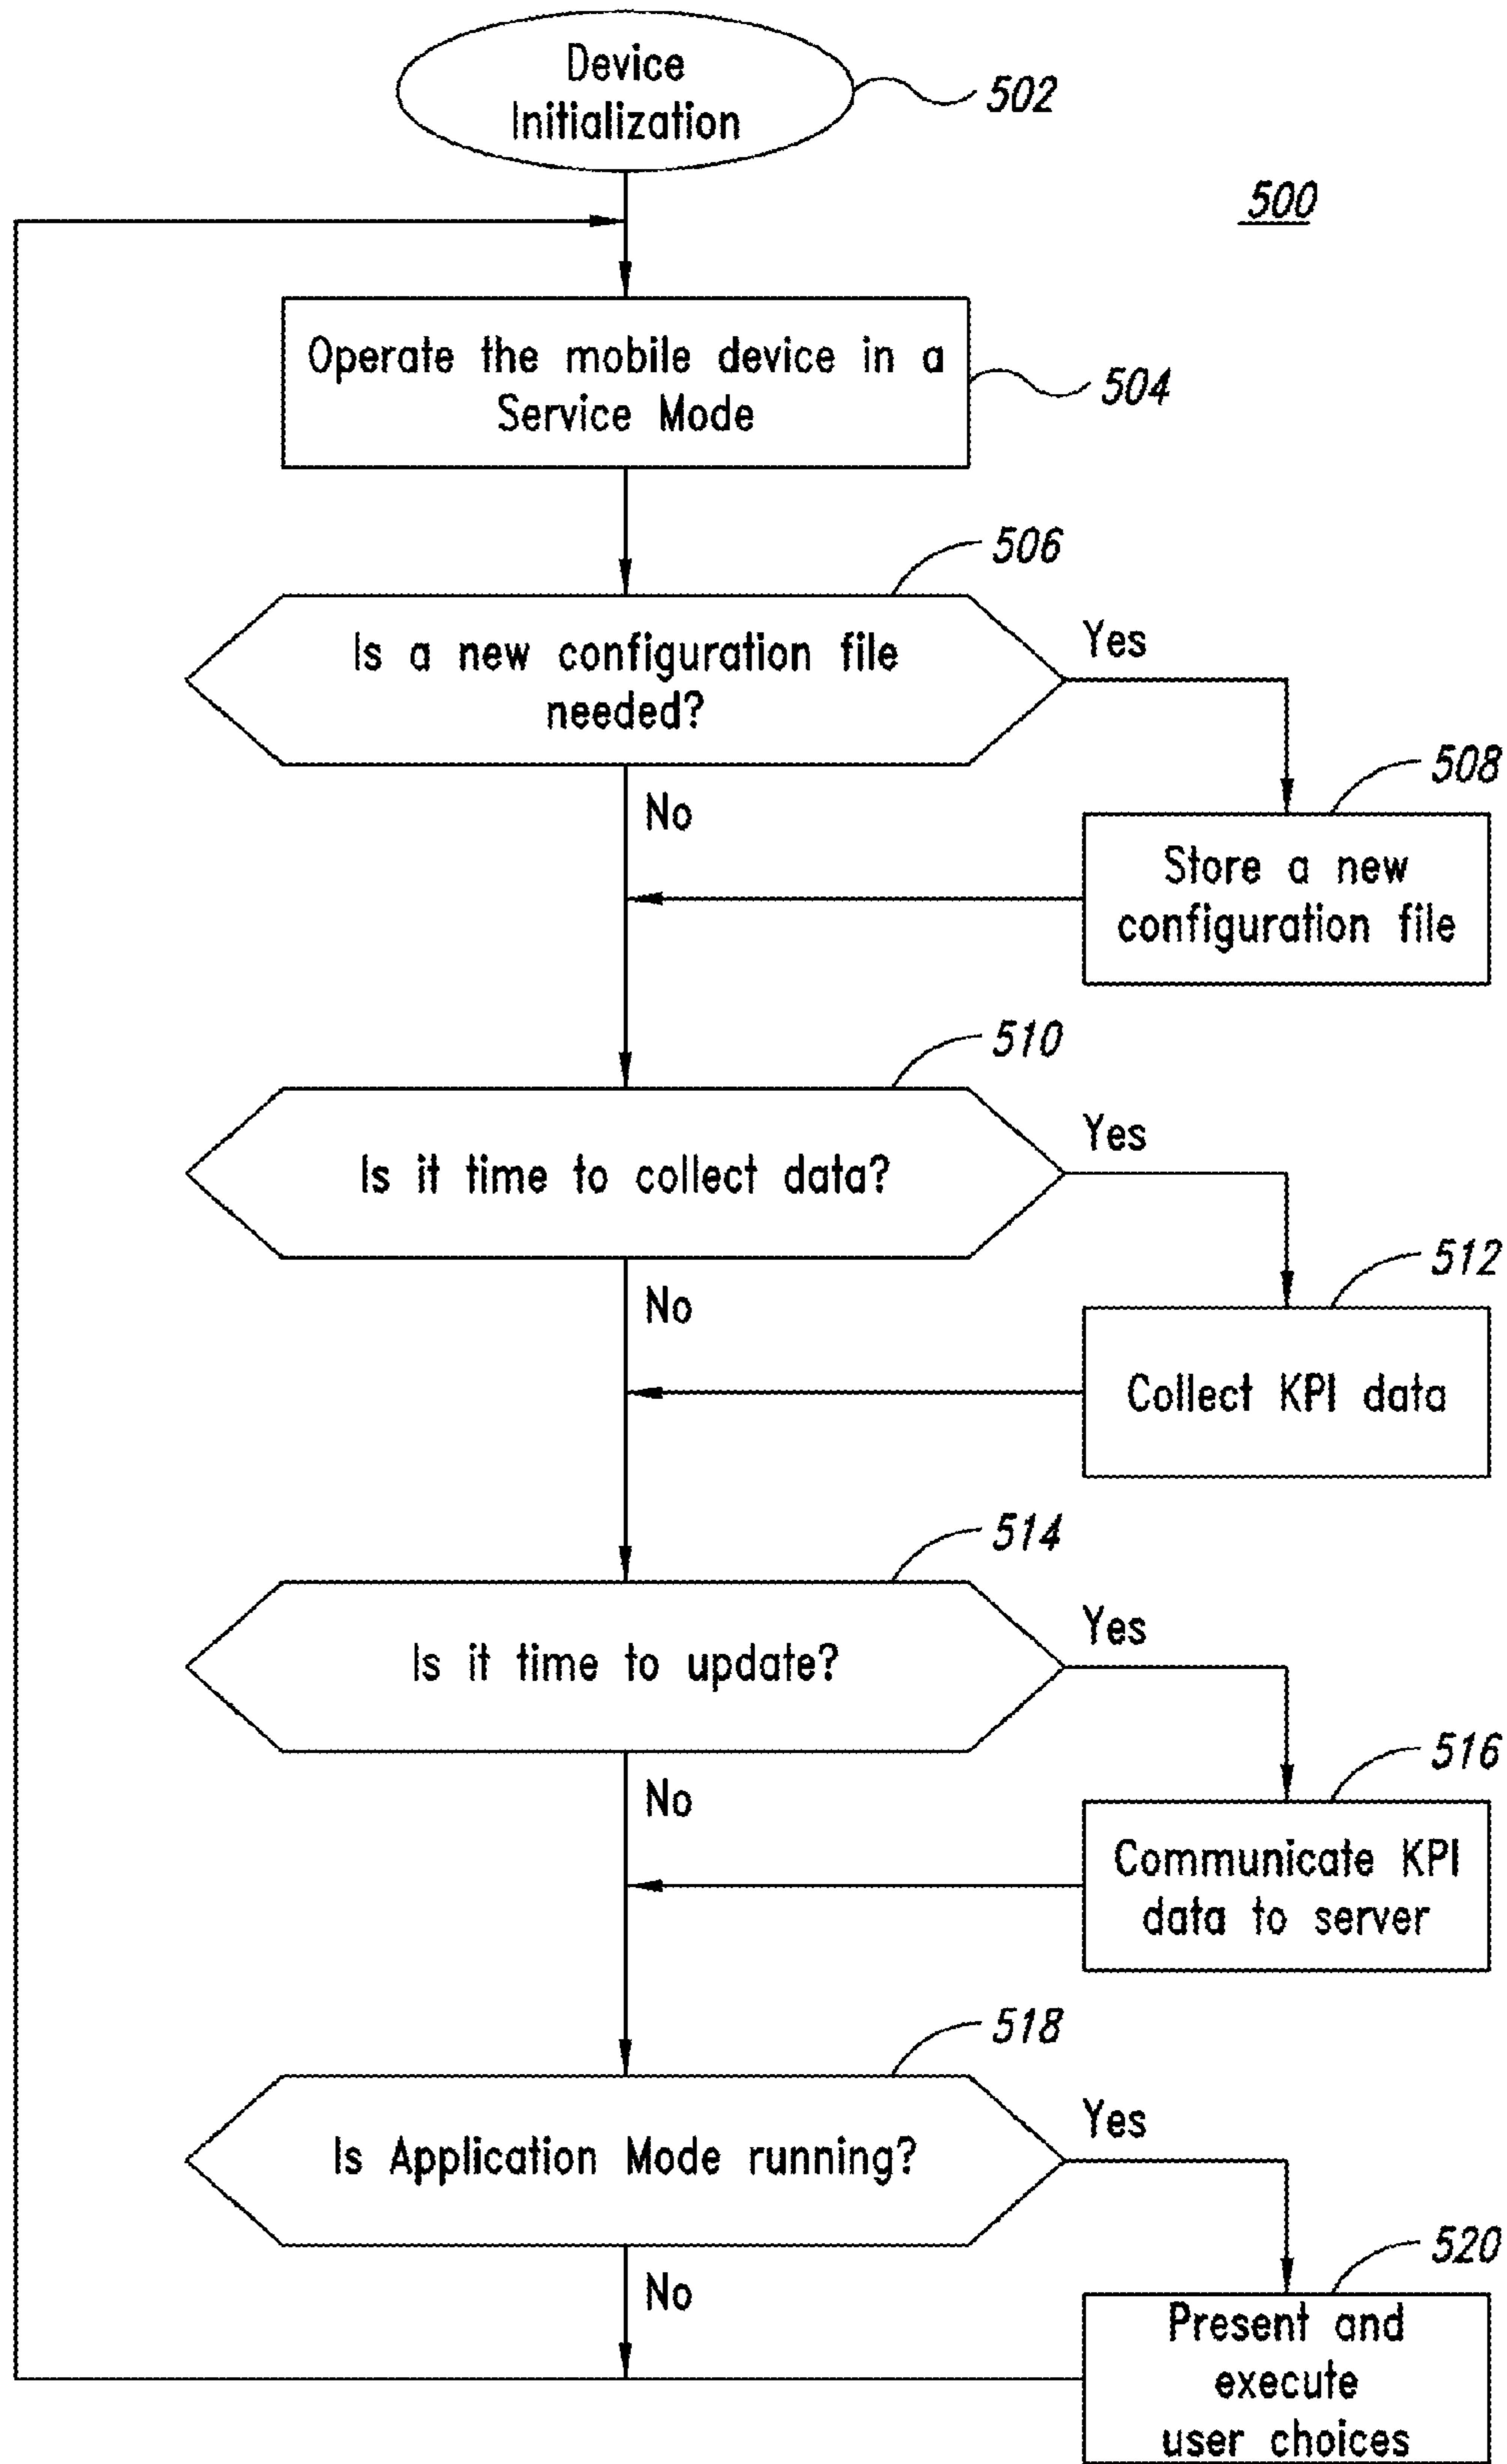 Device
Initialization
502
500
Operate the mobile device in a
Service Mode
504
506
Is a new configuration file
needed?
Yes
No
508
Store a new
configuration file
510
Is it time to collect data?
Yes
No
512
Collect KPI data
514
Is it time to update?
Yes
No
516
Communicate KPI
data to server
518
Is Application Mode running?
Yes
No
520
Present and
execute
user choices